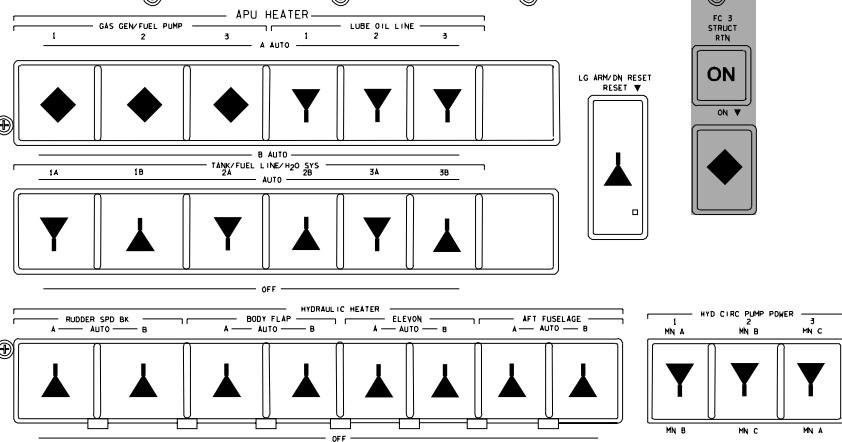 APU HEATER
GAS GEN/FUEL PUMP LUBE OIL LINE
1 2 3 1 2 3
A AUTO
B AUTO
TANK/FUEL LINE/H2O SYS
1A 1B 2A 2B 3A 3B
AUTO
OFF
LG ARM/DN RESET
RESET ▼
FC 3
STRUCT
RTN
ON
ON ▼
HYDRAULIC HEATER
RUDDER SPD BK BODY FLAP ELEVON AFT FUSELAGE
A AUTO B A AUTO B A AUTO B A AUTO B
OFF
HYD CIRC PUMP POWER
1 2 3
MN A MN B MN C
MN B MN C MN A